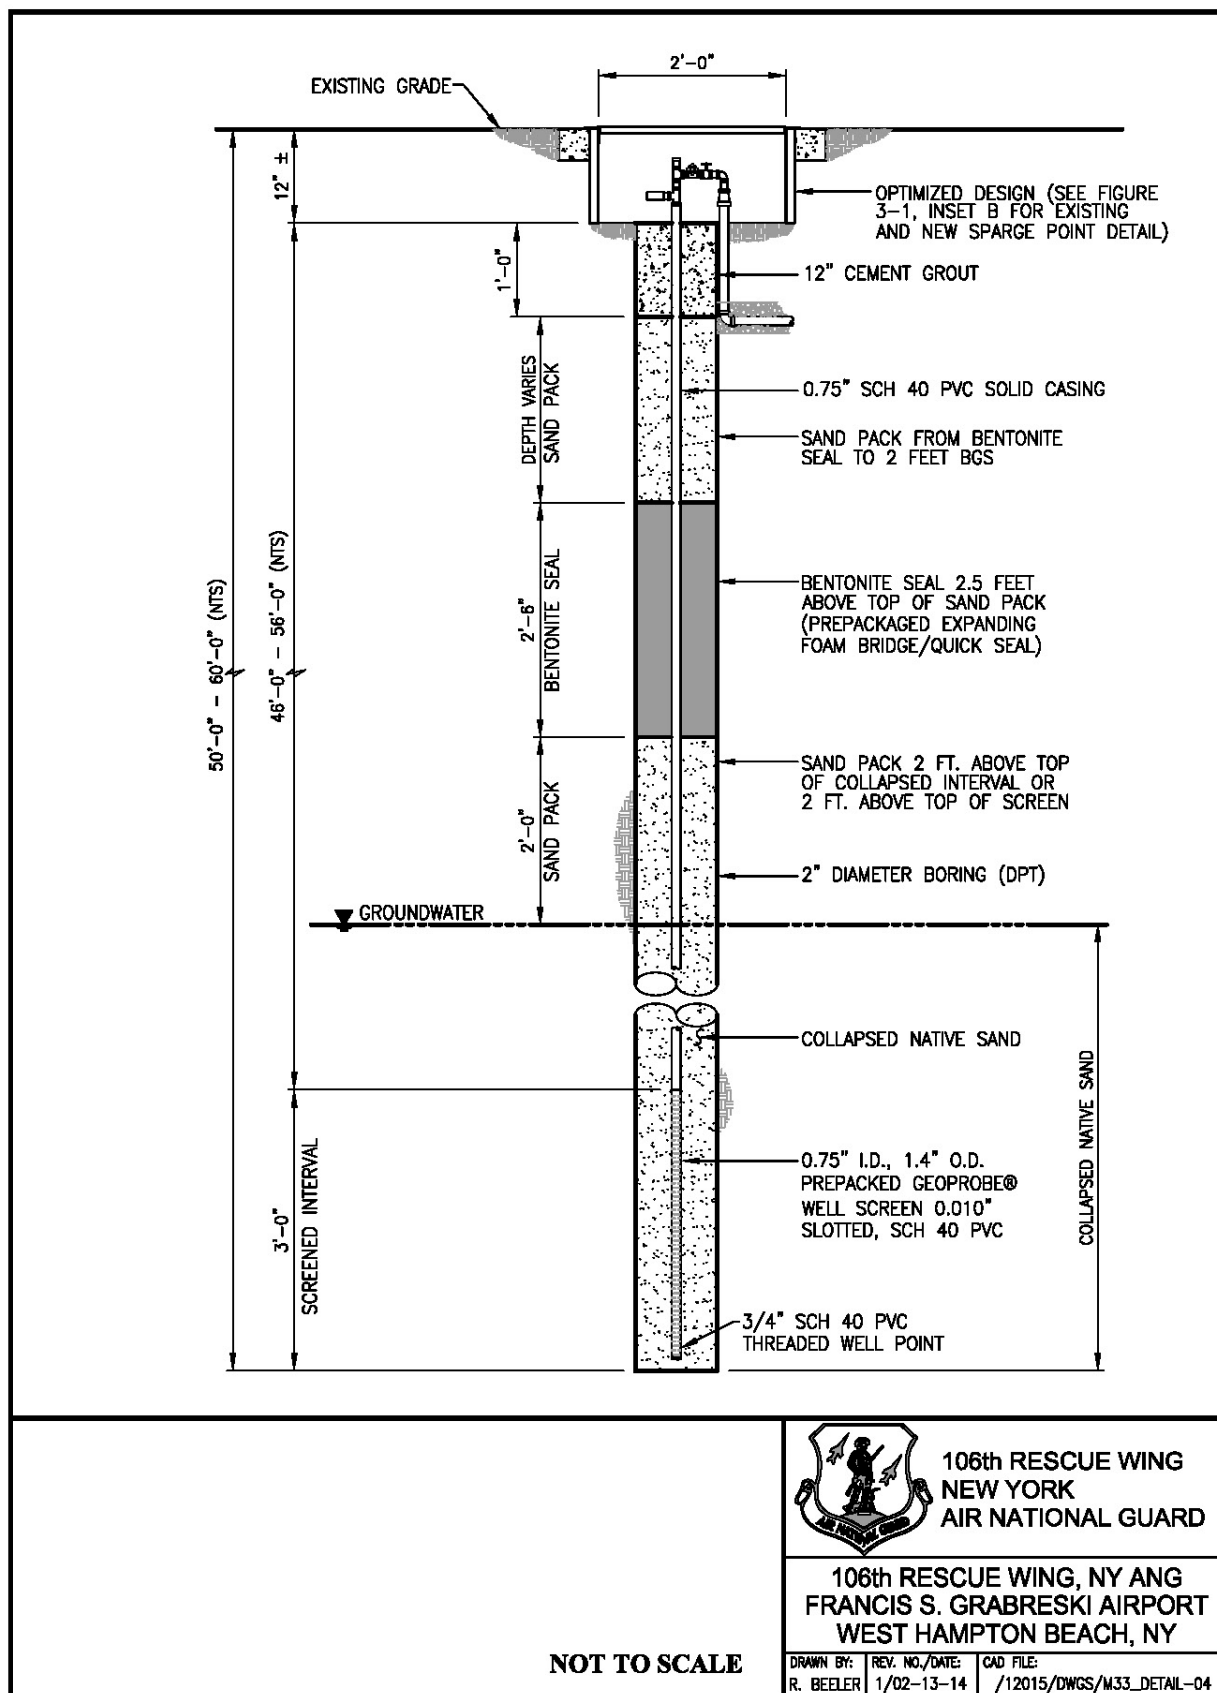 2'-0"
EXISTING GRADE
12" ±
OPTIMIZED DESIGN (SEE FIGURE
3-1, INSET B FOR EXISTING
AND NEW SPARGE POINT DETAIL)
1'-0"
12" CEMENT GROUT
DEPTH VARIES
SAND PACK
0.75" SCH 40 PVC SOLID CASING
SAND PACK FROM BENTONITE
SEAL TO 2 FEET BGS
50'-0" - 60'-0" (NTS)
46'-0" - 56'-0" (NTS)
2'-6"
BENTONITE SEAL
BENTONITE SEAL 2.5 FEET
ABOVE TOP OF SAND PACK
(PREPACKAGED EXPANDING
FOAM BRIDGE/QUICK SEAL)
2'-0"
SAND PACK
SAND PACK 2 FT. ABOVE TOP
OF COLLAPSED INTERVAL OR
2 FT. ABOVE TOP OF SCREEN
2" DIAMETER BORING (DPT)
GROUNDWATER
COLLAPSED NATIVE SAND
COLLAPSED NATIVE SAND
3'-0"
SCREENED INTERVAL
0.75" I.D., 1.4" O.D.
PREPACKED GEOPROBE®
WELL SCREEN 0.010"
SLOTTED, SCH 40 PVC
3/4" SCH 40 PVC
THREADED WELL POINT
AIR NATIONAL GUARD
106th RESCUE WING
NEW YORK
AIR NATIONAL GUARD
106th RESCUE WING, NY ANG
FRANCIS S. GRABRESKI AIRPORT
WEST HAMPTON BEACH, NY
NOT TO SCALE
DRAWN BY: REV. NO./DATE: CAD FILE:
R. BEELER 1/02-13-14 /12015/DWGS/M33_DETAIL-04